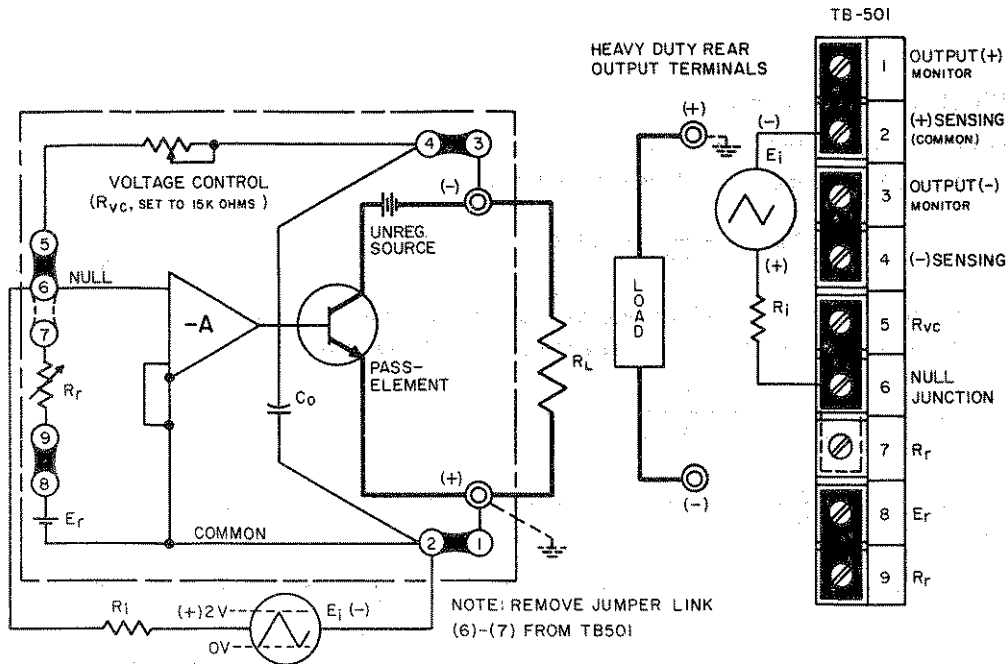 TB-501
HEAVY DUTY REAR
OUTPUT TERMINALS
1 OUTPUT (+)
MONITOR
2 (+) SENSING
(COMMON)
3 OUTPUT (-)
MONITOR
4 (-) SENSING
5 RVC
6 NULL
JUNCTION
7 Rr
8 Er
9 Rr
(+)
(-)
Ei
(+)
Ri
LOAD
(-)
4 3
(-)
VOLTAGE CONTROL
(RVC, SET TO 15K OHMS)
UNREG.
SOURCE
5
6
NULL
7
-A
PASS-
ELEMENT
RL
Rr
Co
9
8
Er
(+)
COMMON
2 1
Ri
(+) 2V
Ei (-)
0V
NOTE: REMOVE JUMPER LINK
(6)-(7) FROM TB501